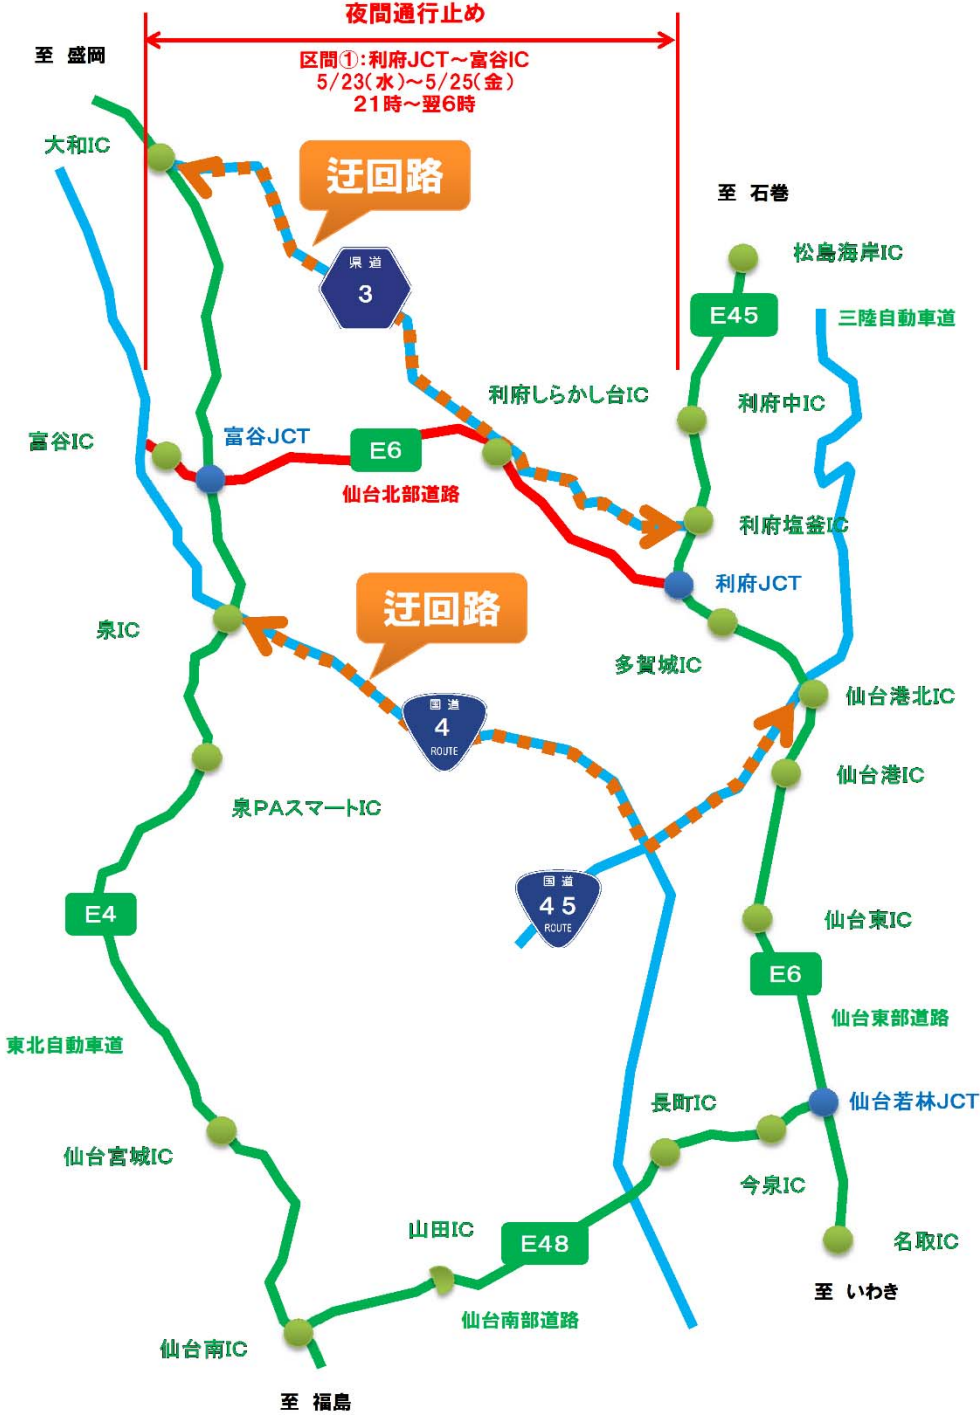 夜間通行止め
区間①:利府JCT～富谷IC
5/23(水)～5/25(金)
21時～翌6時
至 盛岡
大和IC
迂回路
至 石巻
県道
3
松島海岸IC
E45
三陸自動車道
利府しらかし台IC
利府中IC
富谷IC
富谷JCT
E6
仙台北部道路
利府塩釜IC
利府JCT
迂回路
泉IC
多賀城IC
国道
4
ROUTE
仙台港北IC
仙台港IC
泉PAスマートIC
国道
45
ROUTE
E4
仙台東IC
E6
仙台東部道路
東北自動車道
長町IC
仙台若林JCT
仙台宮城IC
今泉IC
山田IC
E48
名取IC
至 いわき
仙台南部道路
仙台南IC
至 福島